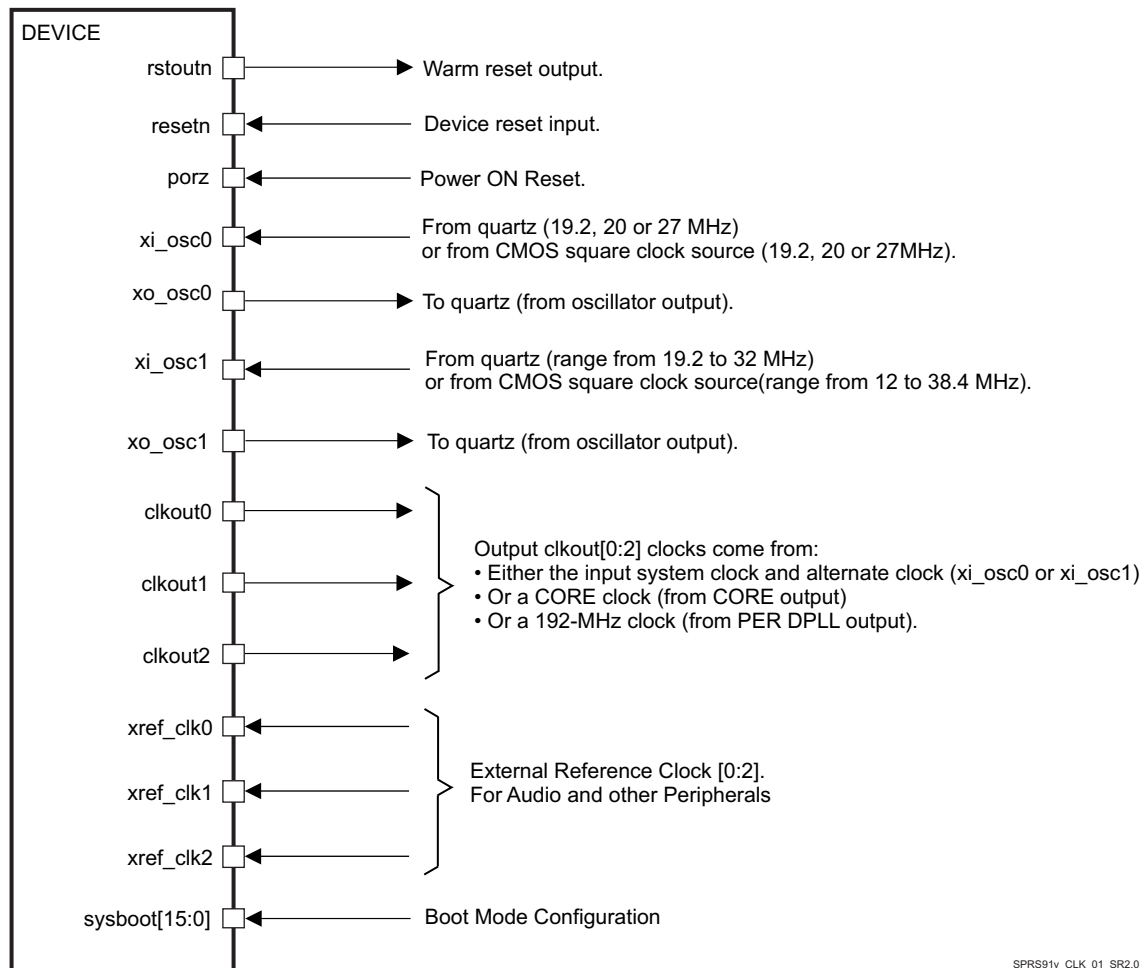 DEVICE
rstoutn
Warm reset output.
resetn
Device reset input.
porz
Power ON Reset.
xi_osc0
From quartz (19.2, 20 or 27 MHz)
or from CMOS square clock source (19.2, 20 or 27MHz).
xo_osc0
To quartz (from oscillator output).
xi_osc1
From quartz (range from 19.2 to 32 MHz)
or from CMOS square clock source(range from 12 to 38.4 MHz).
xo_osc1
To quartz (from oscillator output).
clkout0
clkout1
clkout2
Output clkout[0:2] clocks come from:
• Either the input system clock and alternate clock (xi_osc0 or xi_osc1)
• Or a CORE clock (from CORE output)
• Or a 192-MHz clock (from PER DPLL output).
xref_clk0
xref_clk1
xref_clk2
External Reference Clock [0:2].
For Audio and other Peripherals
sysboot[15:0]
Boot Mode Configuration
SPRS91v_CLK_01_SR2.0